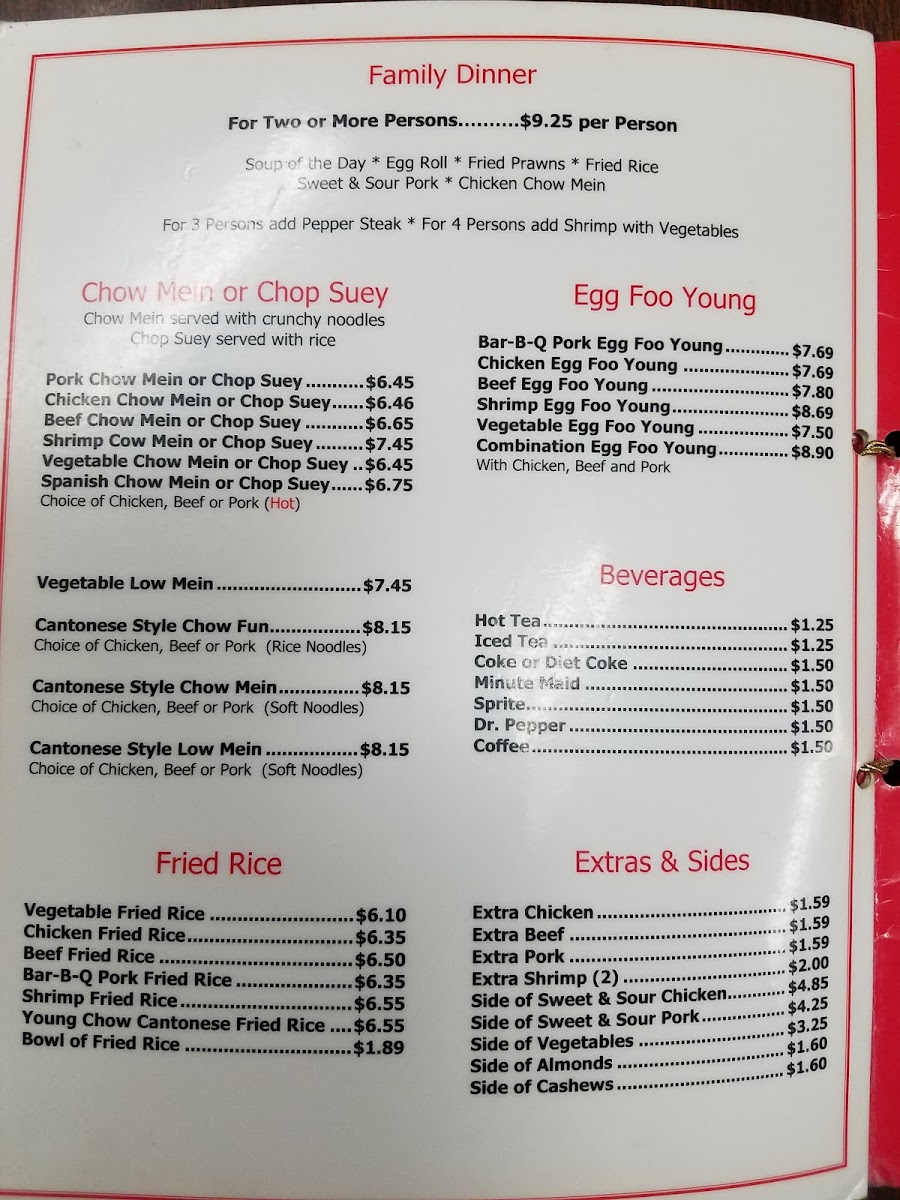 Family Dinner
For Two or More Persons..........$9.25 per Person
Soup of the Day * Egg Roll * Fried Prawns * Fried Rice
Sweet & Sour Pork * Chicken Chow Mein
For 3 Persons add Pepper Steak * For 4 Persons add Shrimp with Vegetables
Chow Mein or Chop Suey
Chow Mein served with crunchy noodles
Chop Suey served with rice
Pork Chow Mein or Chop Suey...........$6.45
Chicken Chow Mein or Chop Suey......$6.46
Beef Chow Mein or Chop Suey...........$6.65
Shrimp Cow Mein or Chop Suey.........$7.45
Vegetable Chow Mein or Chop Suey ..$6.45
Spanish Chow Mein or Chop Suey......$6.75
Choice of Chicken, Beef or Pork (Hot)
Vegetable Low Mein..........................$7.45
Cantonese Style Chow Fun.................$8.15
Choice of Chicken, Beef or Pork (Rice Noodles)
Cantonese Style Chow Mein...............$8.15
Choice of Chicken, Beef or Pork (Soft Noodles)
Cantonese Style Low Mein .................$8.15
Choice of Chicken, Beef or Pork (Soft Noodles)
Fried Rice
Vegetable Fried Rice ..........................$6.10
Chicken Fried Rice..............................$6.35
Beef Fried Rice ...................................$6.50
Bar-B-Q Pork Fried Rice .....................$6.35
Shrimp Fried Rice...............................$6.55
Young Chow Cantonese Fried Rice ....$6.55
Bowl of Fried Rice ..............................$1.89
Egg Foo Young
Bar-B-Q Pork Egg Foo Young............$7.69
Chicken Egg Foo Young ...................$7.69
Beef Egg Foo Young ........................$7.80
Shrimp Egg Foo Young.....................$8.69
Vegetable Egg Foo Young ................$7.50
Combination Egg Foo Young.............$8.90
With Chicken, Beef and Pork
Beverages
Hot Tea.............................................$1.25
Iced Tea ...........................................$1.25
Coke or Diet Coke ............................$1.50
Minute Maid .....................................$1.50
Sprite................................................$1.50
Dr. Pepper ........................................$1.50
Coffee...............................................$1.50
Extras & Sides
Extra Chicken...................................$1.59
Extra Beef ........................................$1.59
Extra Pork ........................................$1.59
Extra Shrimp (2) ..............................$2.00
Side of Sweet & Sour Chicken..........$4.85
Side of Sweet & Sour Pork...............$4.25
Side of Vegetables ...........................$3.25
Side of Almonds ..............................$1.60
Side of Cashews...............................$1.60